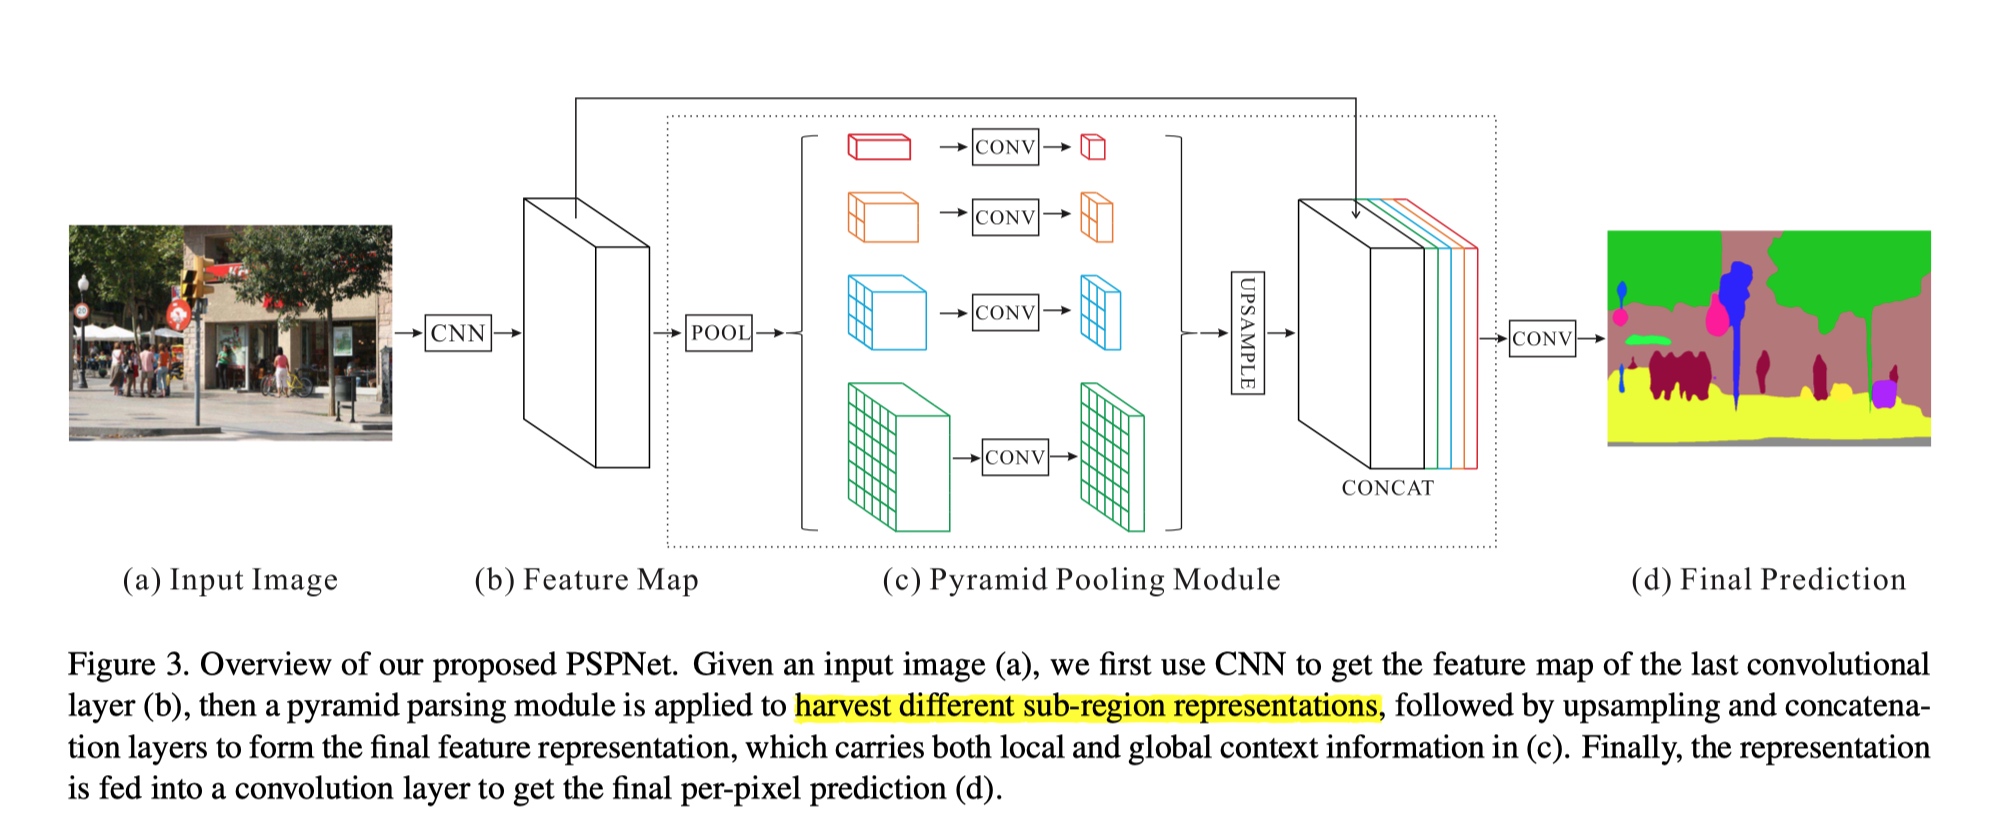 CONV
CONV
CONV
CNN
POOL
UPSAMPLE
CONV
CONV
CONCAT
(a) Input Image
(b) Feature Map
(c) Pyramid Pooling Module
(d) Final Prediction
Figure 3. Overview of our proposed PSPNet. Given an input image (a), we first use CNN to get the feature map of the last convolutional
layer (b), then a pyramid parsing module is applied to harvest different sub-region representations, followed by upsampling and concatena-
tion layers to form the final feature representation, which carries both local and global context information in (c). Finally, the representation
is fed into a convolution layer to get the final per-pixel prediction (d).